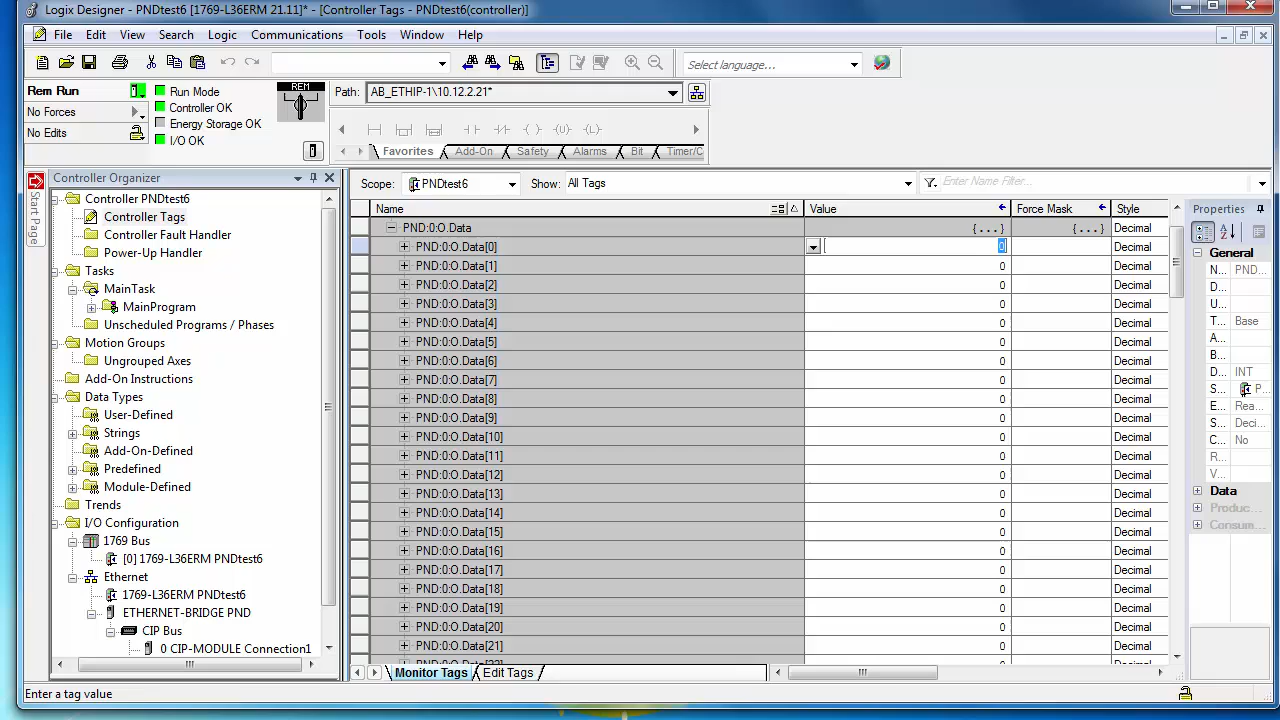 Logix Designer - PNDtest6 [1769-L36ERM 21.11]* - [Controller Tags - PNDtest6(controller)]
File Edit View Search Logic Communications Tools Window Help
Select language...
Rem Run
No Forces
No Edits
Run Mode
Controller OK
Energy Storage OK
I/O OK
REM
Path: AB_ETHIP-1\10.12.2.21*
Favorites Add-On Safety Alarms Bit Timer/C
Start Page
Controller Organizer
Controller PNDtest6
Controller Tags
Controller Fault Handler
Power-Up Handler
Tasks
MainTask
MainProgram
Unscheduled Programs / Phases
Motion Groups
Ungrouped Axes
Add-On Instructions
Data Types
User-Defined
Strings
Add-On-Defined
Predefined
Module-Defined
Trends
I/O Configuration
1769 Bus
[0] 1769-L36ERM PNDtest6
Ethernet
1769-L36ERM PNDtest6
ETHERNET-BRIDGE PND
CIP Bus
0 CIP-MODULE Connection1
Scope: PNDtest6 Show: All Tags Enter Name Filter...
Name Value Force Mask Style
PND:0:O.Data {...} {...} Decimal
PND:0:O.Data[0] 0 Decimal
PND:0:O.Data[1] 0 Decimal
PND:0:O.Data[2] 0 Decimal
PND:0:O.Data[3] 0 Decimal
PND:0:O.Data[4] 0 Decimal
PND:0:O.Data[5] 0 Decimal
PND:0:O.Data[6] 0 Decimal
PND:0:O.Data[7] 0 Decimal
PND:0:O.Data[8] 0 Decimal
PND:0:O.Data[9] 0 Decimal
PND:0:O.Data[10] 0 Decimal
PND:0:O.Data[11] 0 Decimal
PND:0:O.Data[12] 0 Decimal
PND:0:O.Data[13] 0 Decimal
PND:0:O.Data[14] 0 Decimal
PND:0:O.Data[15] 0 Decimal
PND:0:O.Data[16] 0 Decimal
PND:0:O.Data[17] 0 Decimal
PND:0:O.Data[18] 0 Decimal
PND:0:O.Data[19] 0 Decimal
PND:0:O.Data[20] 0 Decimal
PND:0:O.Data[21] 0 Decimal
Monitor Tags Edit Tags
Properties
General
N... PND...
D...
U...
T... Base
A...
B...
D... INT
S... P...
E... Rea...
S... Deci...
C... No
R...
V...
Data
Produc...
Consum...
Enter a tag value